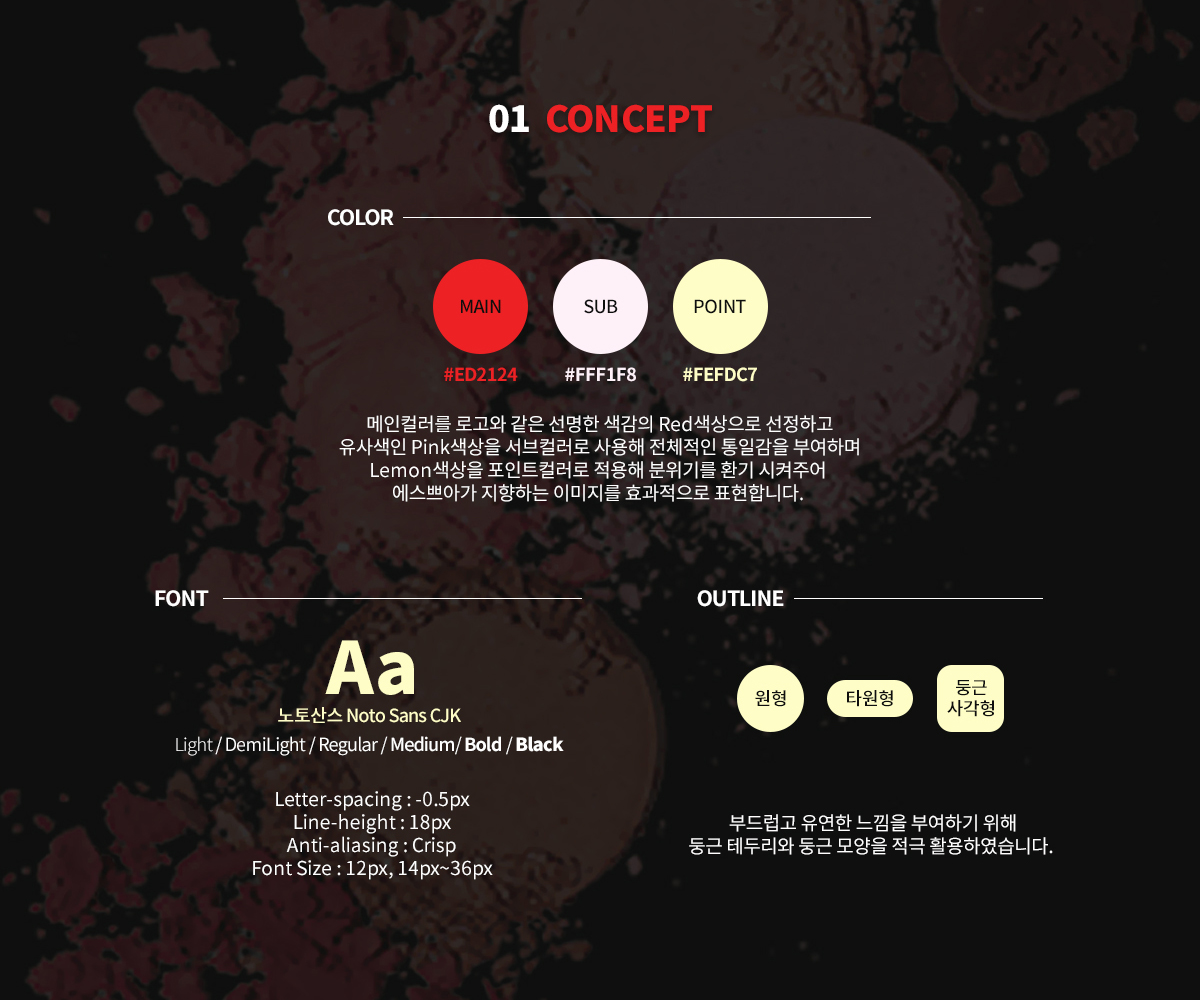 01 CONCEPT
COLOR
MAIN
SUB
POINT
#ED2124
#FFF1F8
#FEFDC7
메인컬러를 로고와 같은 선명한 색감의 Red색상으로 선정하고
유사색인 Pink색상을 서브컬러로 사용해 전체적인 통일감을 부여하며
Lemon색상을 포인트컬러로 적용해 분위기를 환기 시켜주어
에스쁘아가 지향하는 이미지를 효과적으로 표현합니다.
FONT
Aa
노토산스 Noto Sans CJK
Light / DemiLight / Regular / Medium/ Bold / Black
Letter-spacing : -0.5px
Line-height : 18px
Anti-aliasing : Crisp
Font Size : 12px, 14px~36px
OUTLINE
원형
타원형
둥근
사각형
부드럽고 유연한 느낌을 부여하기 위해
둥근 테두리와 둥근 모양을 적극 활용하였습니다.